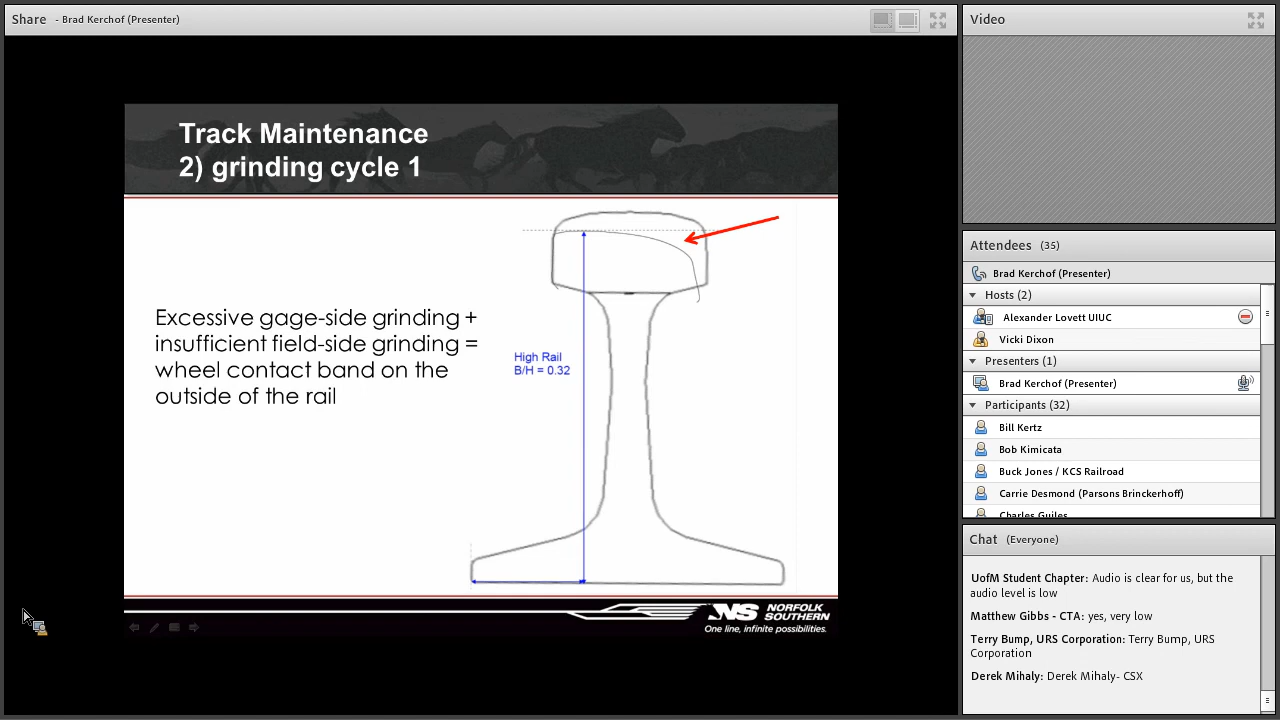 Share - Brad Kerchof (Presenter)
Track Maintenance
2) grinding cycle 1
Excessive gage-side grinding +
insufficient field-side grinding =
wheel contact band on the
outside of the rail
High Rail
B/H = 0.32
NS NORFOLK
SOUTHERN
One line, infinite possibilities.
Video
Attendees (35)
Brad Kerchof (Presenter)
Hosts (2)
Alexander Lovett UIUC
Vicki Dixon
Presenters (1)
Brad Kerchof (Presenter)
Participants (32)
Bill Kertz
Bob Kimicata
Buck Jones / KCS Railroad
Carrie Desmond (Parsons Brinckerhoff)
Charles Guiles
Chat (Everyone)
UofM Student Chapter: Audio is clear for us, but the
audio level is low
Matthew Gibbs - CTA: yes, very low
Terry Bump, URS Corporation: Terry Bump, URS
Corporation
Derek Mihaly: Derek Mihaly- CSX